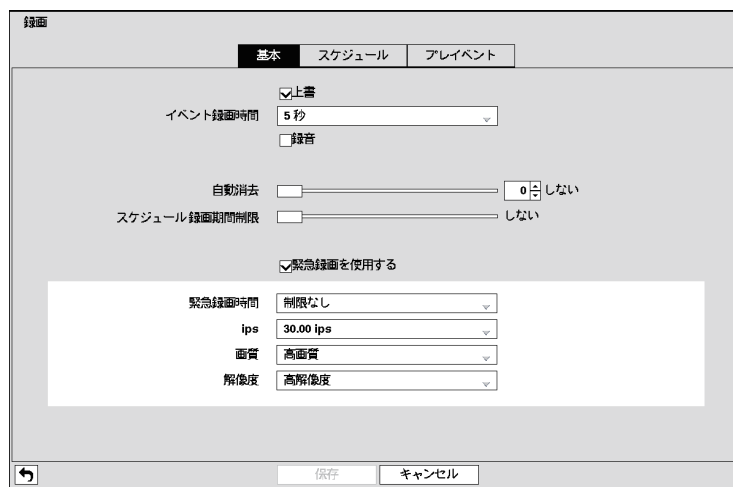 録画
基本 スケジュール プレイベント
上書
イベント録画時間 5 秒
録音
自動消去 0 しない
スケジュール録画期間制限 しない
緊急録画を使用する
緊急録画時間 制限なし
ips 30.00 ips
画質 高画質
解像度 高解像度
保存 キャンセル